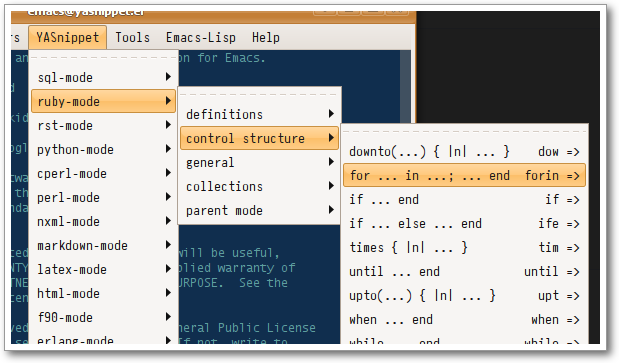 emacs@yasnippet.el
rs YASnippet Tools Emacs-Lisp Help
on for Emacs.
sql-mode
ruby-mode
rst-mode
python-mode
cperl-mode
perl-mode
nxml-mode
markdown-mode
latex-mode
html-mode
f90-mode
erlang-mode
definitions
control structure
general
collections
parent mode
downto(...) { |n| ... } dow =>
for ... in ...; ... end forin =>
if ... end if =>
if ... else ... end ife =>
times { |n| ... } tim =>
until ... end until =>
upto(...) { |n| ... } upt =>
when ... end when =>
while ... end while =>
will be useful,
plied warranty of
URPOSE. See the
neral Public License
If not, write to